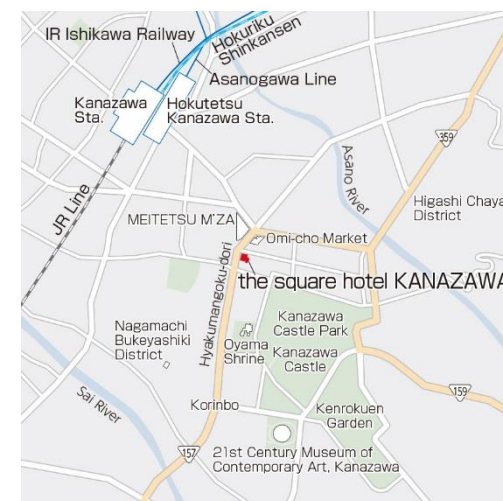 IR Ishikawa Railway
Hokuriku
Shinkansen
Asanogawa Line
Kanazawa
Sta.
Hokutetsu
Kanazawa Sta.
359
Asano River
JR Line
Higashi Chaya
District
MEITETSU M'ZA
Omi-cho Market
Hyakumangoku-dori
the square hotel KANAZAWA
Kanazawa
Castle Park
Nagamachi
Bukeyashiki
District
Oyama
Shrine
Kanazawa
Castle
Sai River
Korinbo
Kenrokuen
Garden
159
157
21st Century Museum of
Contemporary Art, Kanazawa